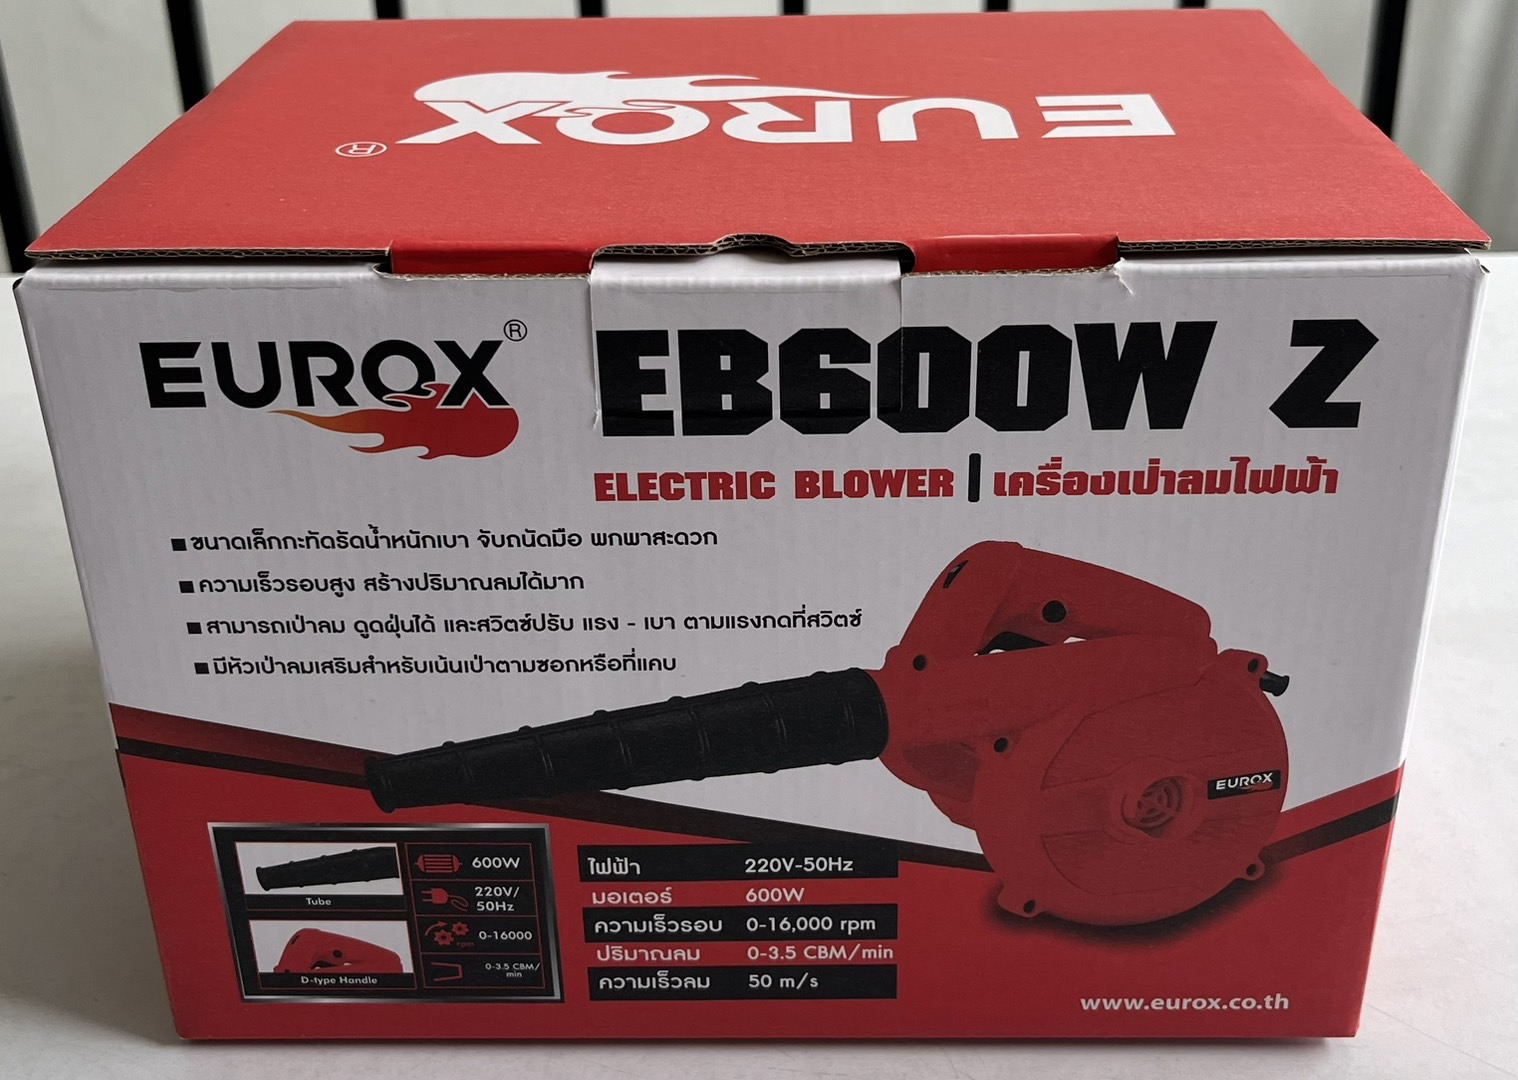 EUROX ®
EUROX ®
EB600W 2
ELECTRIC BLOWER | เครื่องเป่าลมไฟฟ้า
■ ขนาดเล็กกะทัดรัดน้ำหนักเบา จับถนัดมือ พกพาสะดวก
■ ความเร็วรอบสูง สร้างปริมาณลมได้มาก
■ สามารถเป่าลม ดูดฝุ่นได้ และสวิตซ์ปรับ แรง - เบา ตามแรงกดที่สวิตซ์
■ มีหัวเป่าลมเสริมสำหรับเน้นเป่าตามซอกหรือที่แคบ
EUROX
Tube
D-type Handle
600W
220V/
50Hz
rpm 0-16000
0-3.5 CBM/
min
ไฟฟ้า 220V-50Hz
มอเตอร์ 600W
ความเร็วรอบ 0-16,000 rpm
ปริมาณลม 0-3.5 CBM/min
ความเร็วลม 50 m/s
www.eurox.co.th